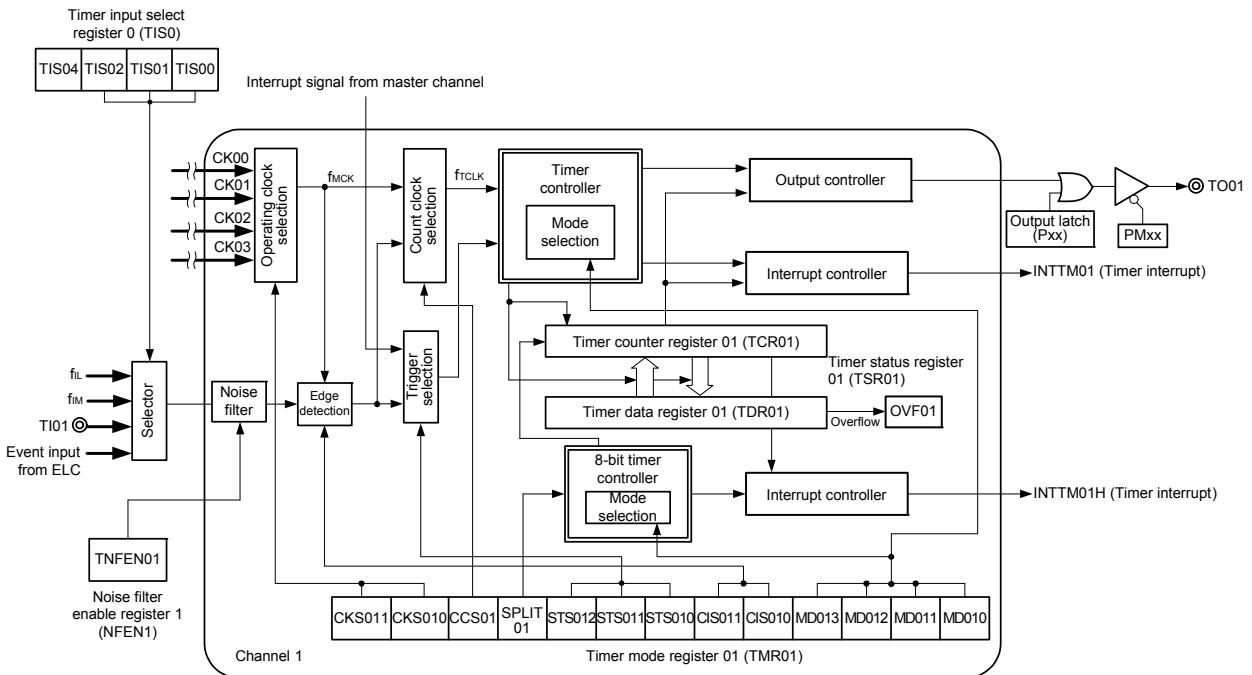 Timer input select
register 0 (TIS0)
TIS04 TIS02 TIS01 TIS00
Interrupt signal from master channel
CK00
CK01
CK02
CK03
Operating clock
selection
fMCK
Count clock
selection
fTCLK
Timer
controller
Mode
selection
Output controller
Output latch
(Pxx)
PMxx
TO01
Interrupt controller
INTTM01 (Timer interrupt)
Timer counter register 01 (TCR01)
Timer status register
01 (TSR01)
Trigger
selection
fIL
fIM
TI01
Event input
from ELC
Selector
Noise
filter
Edge
detection
Timer data register 01 (TDR01)
Overflow
OVF01
8-bit timer
controller
Mode
selection
Interrupt controller
INTTM01H (Timer interrupt)
TNFEN01
Noise filter
enable register 1
(NFEN1)
CKS011 CKS010 CCS01 SPLIT
01 STS012 STS011 STS010 CIS011 CIS010 MD013 MD012 MD011 MD010
Channel 1
Timer mode register 01 (TMR01)